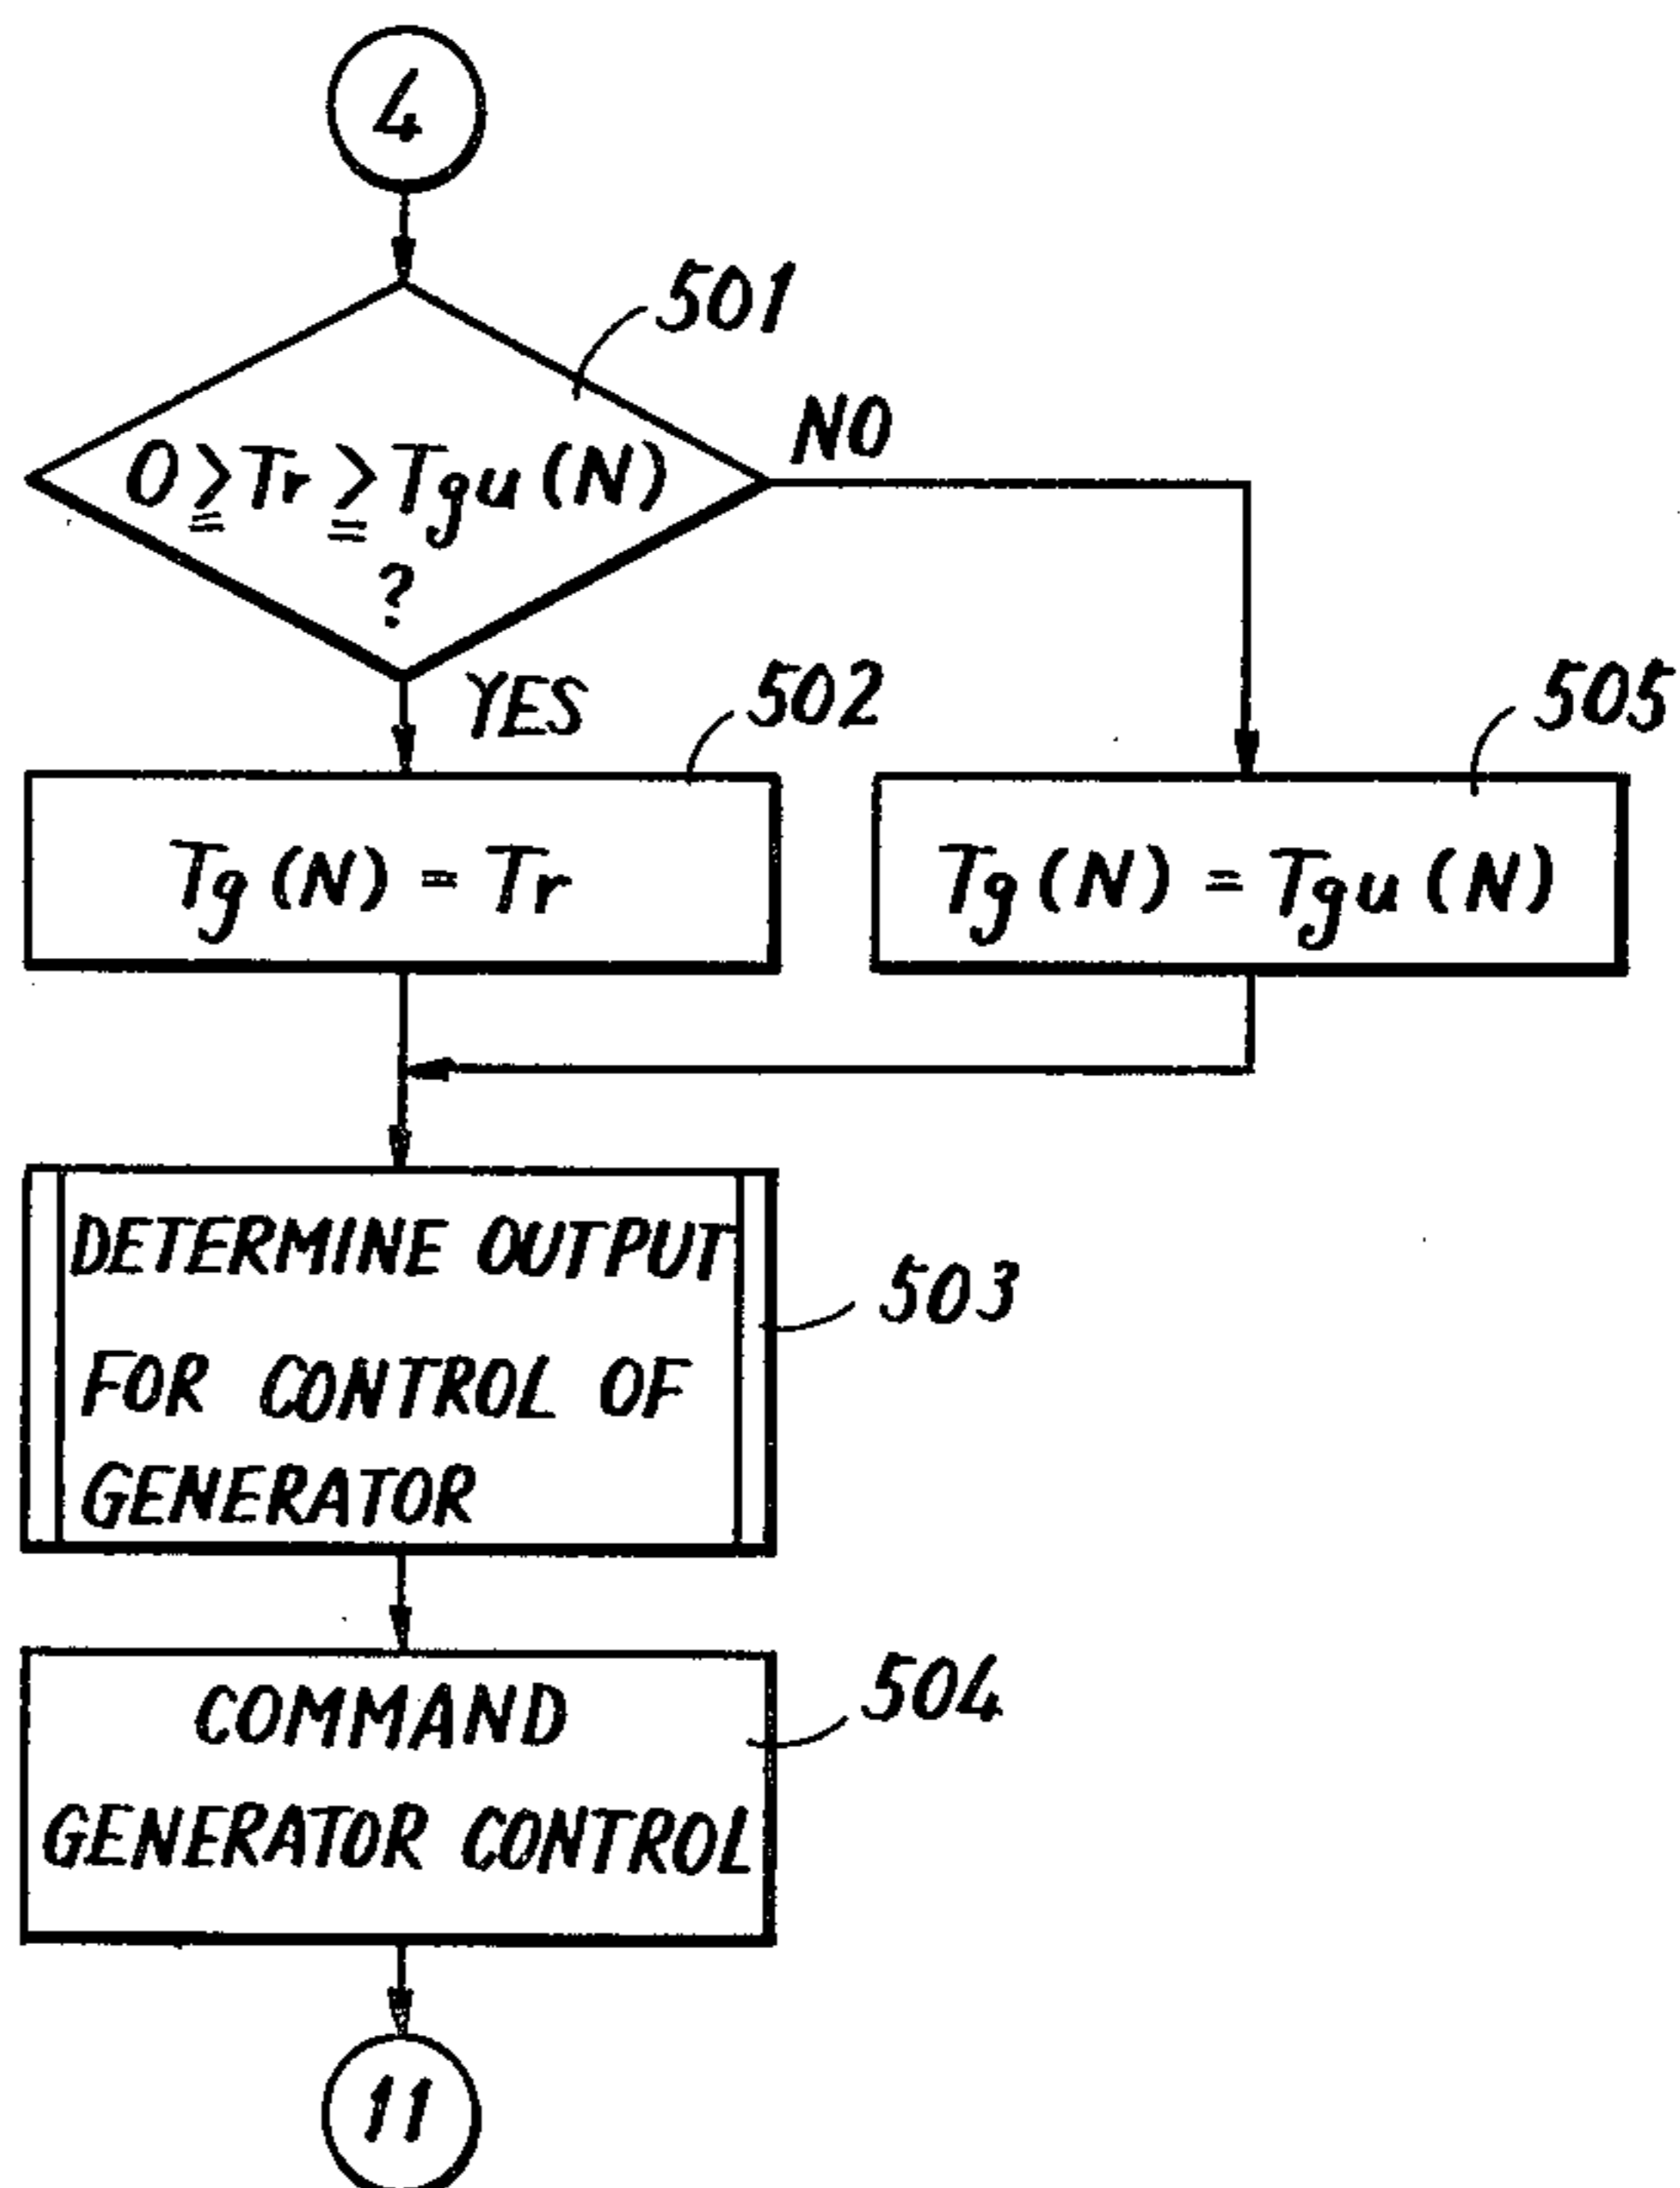 4
501
0 ≧ Tr ≧ Tgu (N)
?
NO
YES
502
Tg (N) = Tr
505
Tg (N) = Tgu (N)
DETERMINE OUTPUT
FOR CONTROL OF
GENERATOR
503
COMMAND
GENERATOR CONTROL
504
11